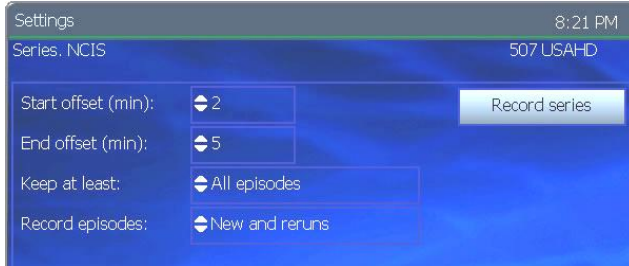 Settings 8:21 PM
Series. NCIS 507 USAHD
Start offset (min): 2 Record series
End offset (min): 5
Keep at least: All episodes
Record episodes: New and reruns